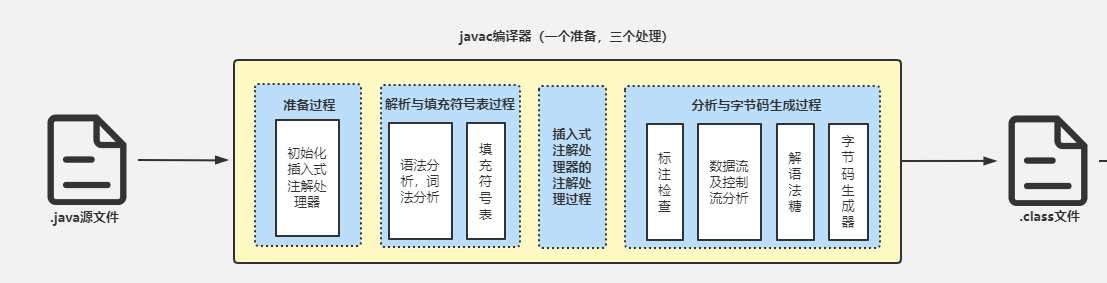 javac编译器（一个准备，三个处理）
.java源文件
准备过程
初始化
插入式
注解处
理器
解析与填充符号表过程
语法分
析，词
法分析
填
充
符
号
表
插入式
注解处
理器的
注解处
理过程
分析与字节码生成过程
标
注
检
查
数据流
及控制
流分析
解
语
法
糖
字
节
码
生
成
器
.class文件